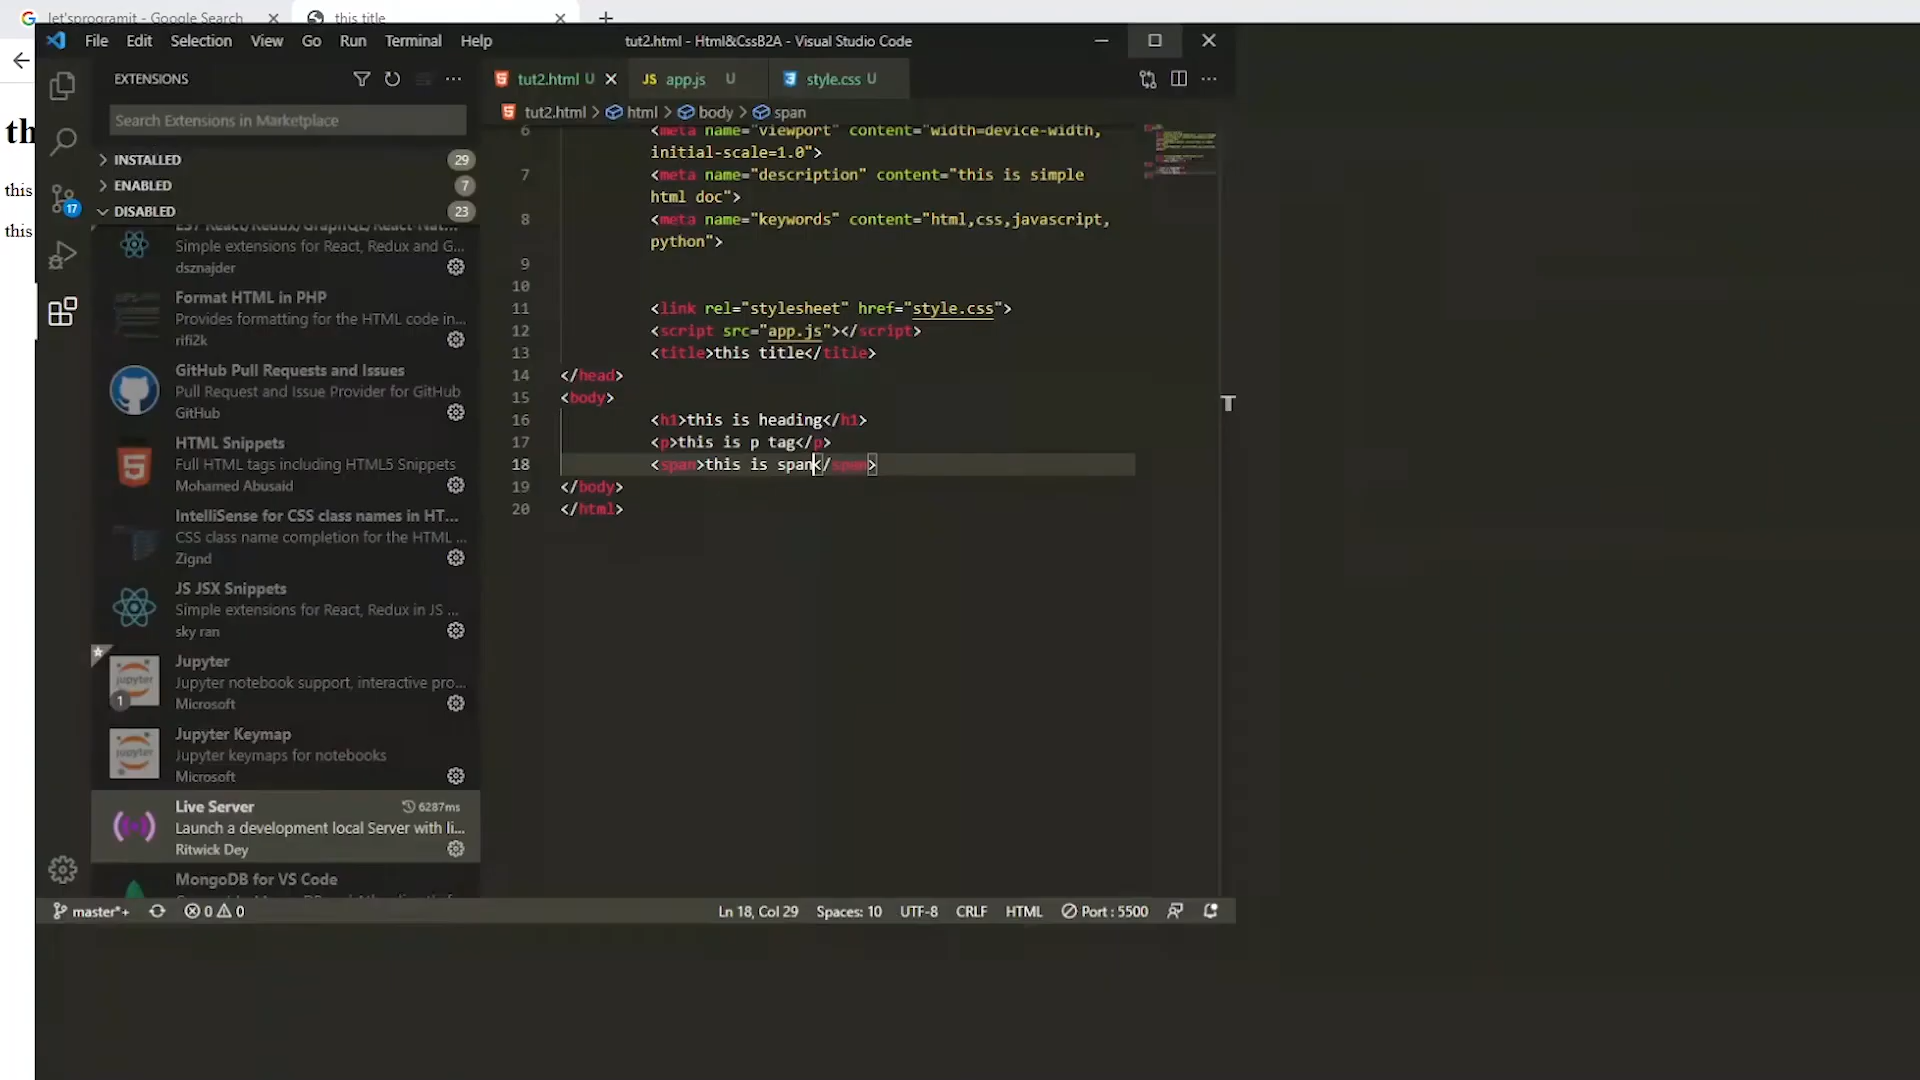 let'sprogramit - Google Search
this title
File Edit Selection View Go Run Terminal Help
tut2.html - Html&CssB2A - Visual Studio Code
th
this
this
EXTENSIONS
Search Extensions in Marketplace
INSTALLED 29
ENABLED 7
DISABLED 23
17
ES7 React/Redux/GraphQL/React-Nat...
Simple extensions for React, Redux and G...
dsznajder
Format HTML in PHP
Provides formatting for the HTML code in...
rifi2k
GitHub Pull Requests and Issues
Pull Request and Issue Provider for GitHub
GitHub
HTML Snippets
Full HTML tags including HTML5 Snippets
Mohamed Abusaid
IntelliSense for CSS class names in HT...
CSS class name completion for the HTML ...
Zignd
JS JSX Snippets
Simple extensions for React, Redux in JS ...
sky ran
Jupyter
Jupyter notebook support, interactive pro...
Microsoft
jupyter
1
Jupyter Keymap
Jupyter keymaps for notebooks
Microsoft
jupyter
Live Server 6287ms
Launch a development local Server with li...
Ritwick Dey
MongoDB for VS Code
tut2.html U JS app.js U style.css U
tut2.html > html > body > span
6 <meta name="viewport" content="width=device-width,
initial-scale=1.0">
7 <meta name="description" content="this is simple
html doc">
8 <meta name="keywords" content="html,css,javascript,
python">
9
10
11 <link rel="stylesheet" href="style.css">
12 <script src="app.js"></script>
13 <title>this title</title>
14 </head>
15 <body>
16 <h1>this is heading</h1>
17 <p>this is p tag</p>
18 <span>this is span</span>
19 </body>
20 </html>
master*+ 0 0 Ln 18, Col 29 Spaces: 10 UTF-8 CRLF HTML Port : 5500